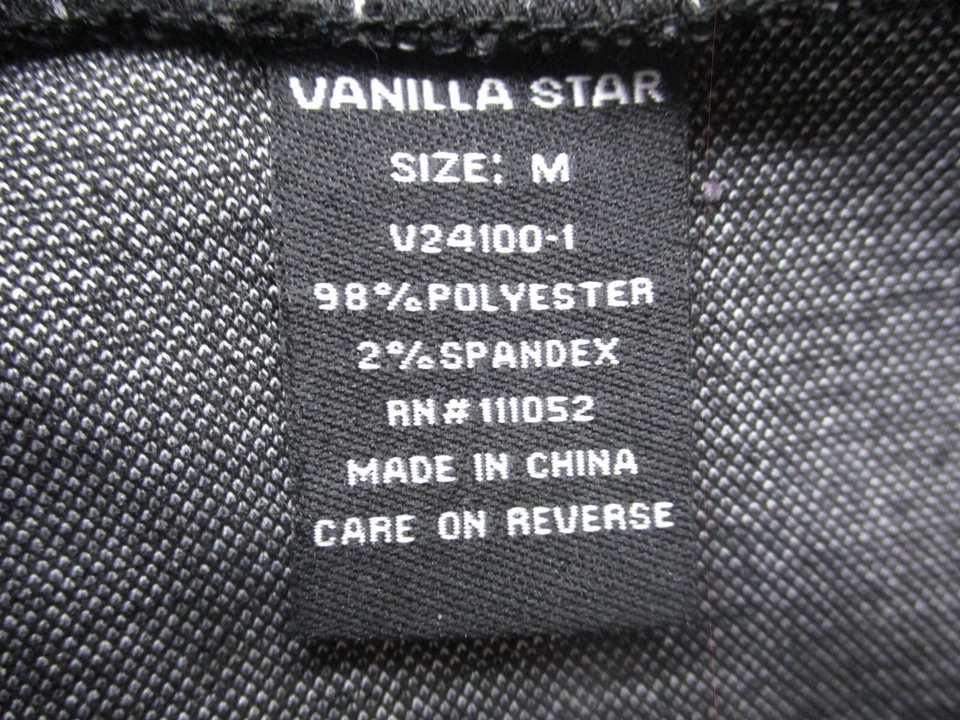 VANILLA STAR
SIZE: M
V24100-1
98%POLYESTER
2%SPANDEX
RN#111052
MADE IN CHINA
CARE ON REVERSE